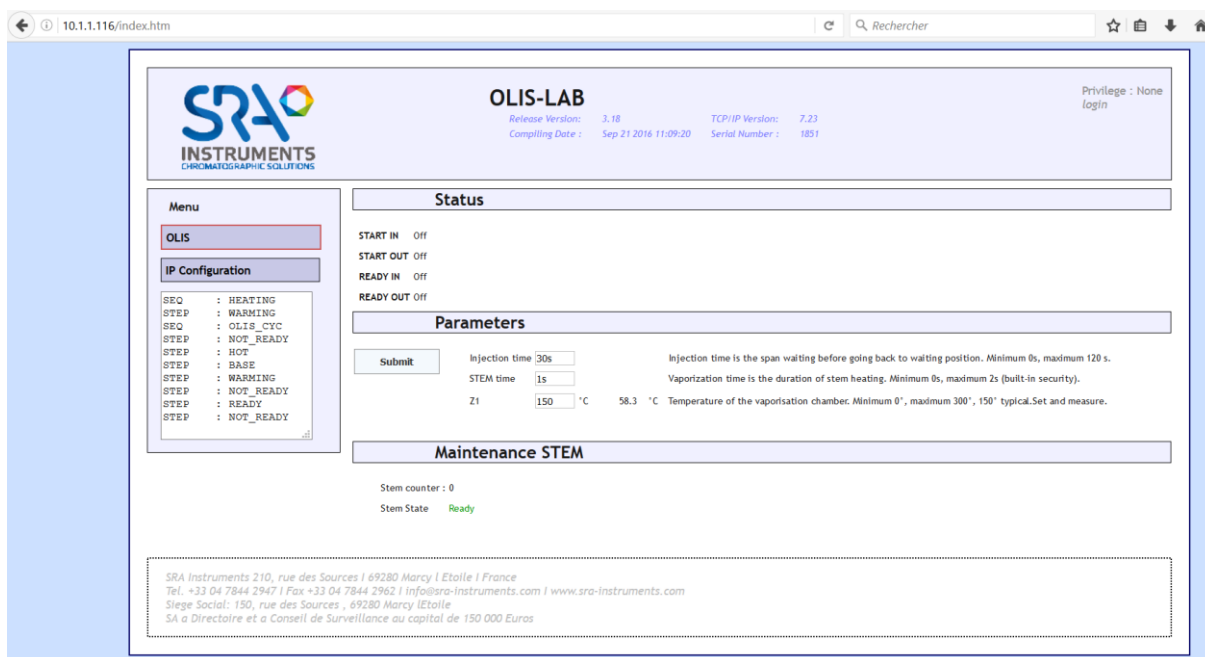 10.1.1.116/index.htm
Rechercher
SRA
INSTRUMENTS
CHROMATOGRAPHIC SOLUTIONS
OLIS-LAB
Release Version: 3.18 TCP/IP Version: 7.23
Compiling Date : Sep 21 2016 11:09:20 Serial Number : 1851
Privilege : None
login
Menu
OLIS
IP Configuration
SEQ : HEATING
STEP : WARMING
SEQ : OLIS_CYC
STEP : NOT_READY
STEP : HOT
STEP : BASE
STEP : WARMING
STEP : NOT_READY
STEP : READY
STEP : NOT_READY
Status
START IN Off
START OUT Off
READY IN Off
READY OUT Off
Parameters
Submit
Injection time 30s Injection time is the span waiting before going back to waiting position. Minimum 0s, maximum 120 s.
STEM time 1s Vaporization time is the duration of stem heating. Minimum 0s, maximum 2s (built-in security).
Z1 150 °C 58.3 °C Temperature of the vaporisation chamber. Minimum 0°, maximum 300°, 150° typical.Set and measure.
Maintenance STEM
Stem counter : 0
Stem State Ready
SRA Instruments 210, rue des Sources I 69280 Marcy l Etoile I France
Tel. +33 04 7844 2947 I Fax +33 04 7844 2962 I info@sra-instruments.com I www.sra-instruments.com
Siege Social: 150, rue des Sources , 69280 Marcy lEtoile
SA a Directoire et a Conseil de Surveillance au capital de 150 000 Euros